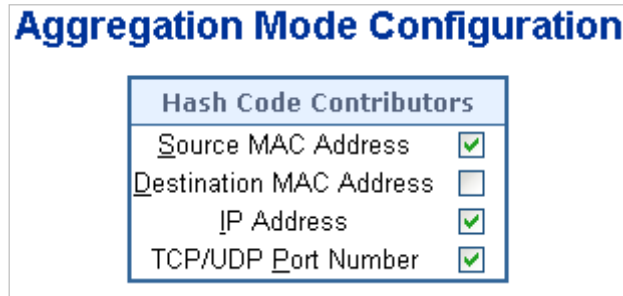 Aggregation Mode Configuration
Hash Code Contributors
Source MAC Address
Destination MAC Address
IP Address
TCP/UDP Port Number